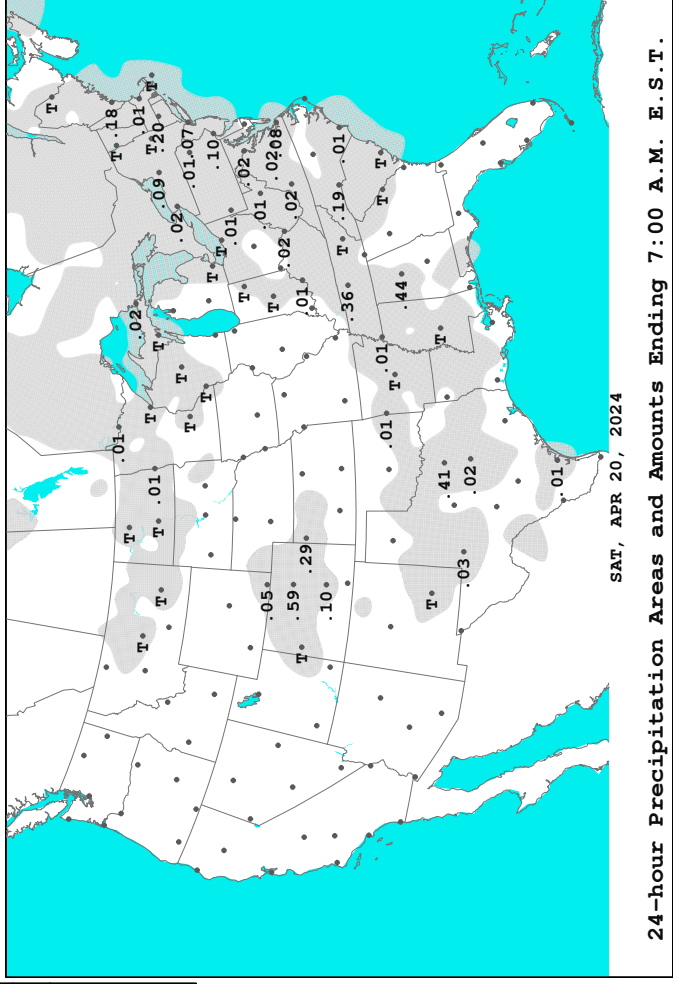 T
.18
T
.01
T
.02
.01
T
T
T
T
.01
.20
T
T
.09
T
.02
T
.01
.07
T
T
T
.10
T
.01
T
.02
.01
.05
T
.02
.08
.02
.59
.02
T
.29
.01
.10
.19
.01
T
.36
.01
T
T
.01
T
.44
T
.41
T
.03
.02
.01
SAT, APR 20, 2024
24-hour Precipitation Areas and Amounts Ending 7:00 A.M. E.S.T.